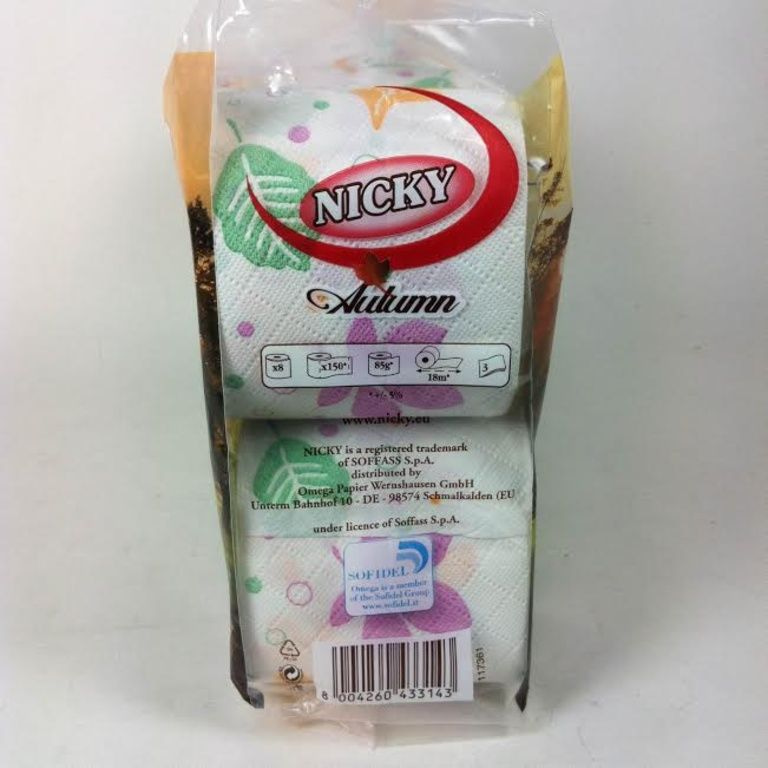 NICKY
Autumn
x8 x150* 85g* 18m* 3
* +/- 5%
www.nicky.eu
NICKY is a registered trademark
of SOFFASS S.p.A.
distributed by
Omega Papier Wernshausen GmbH
Unterm Bahnhof 10 - DE - 98574 Schmalkalden (EU
under licence of Soffass S.p.A.
SOFIDEL
Omega is a member
of the Sofidel Group
www.sofidel.it
117361
8 004260 433143